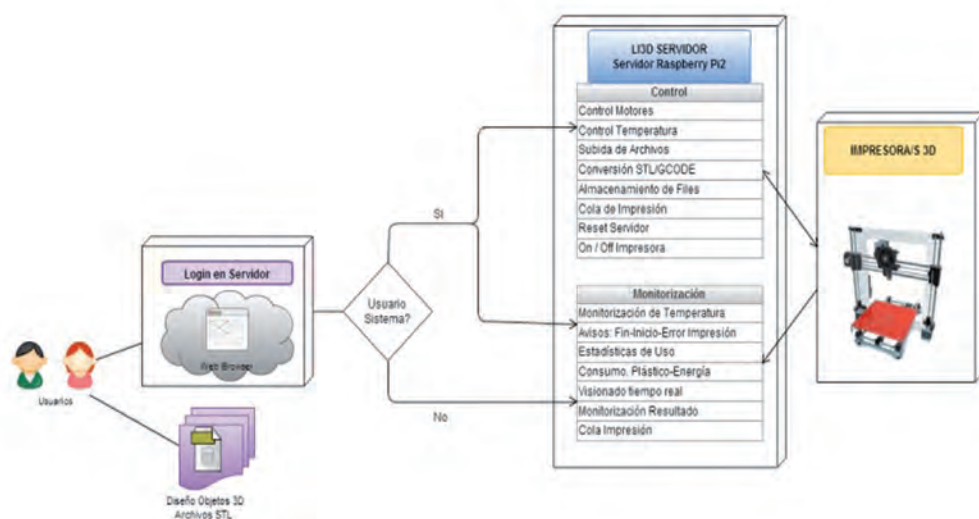 Usuarios
Diseño Objetos 3D
Archivos STL
Login en Servidor
Web Browser
Usuario
Sistema?
Si
No
LI3D SERVIDOR
Servidor Raspberry Pi2
Control
Control Motores
Control Temperatura
Subida de Archivos
Conversión STL/GCODE
Almacenamiento de Files
Cola de Impresión
Reset Servidor
On / Off Impresora
Monitorización
Monitorización de Temperatura
Avisos: Fin-Inicio-Error Impresión
Estadísticas de Uso
Consumo. Plástico-Energía
Visionado tiempo real
Monitorización Resultado
Cola Impresión
IMPRESORA/S 3D